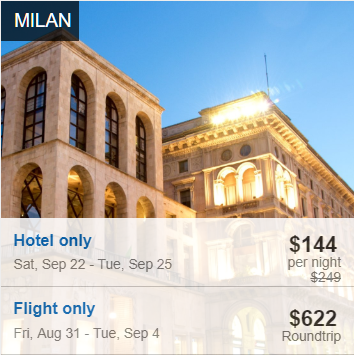 MILAN
Hotel only
$144
Sat, Sep 22 - Tue, Sep 25
per night
$249
Flight only
$622
Fri, Aug 31 - Tue, Sep 4
Roundtrip